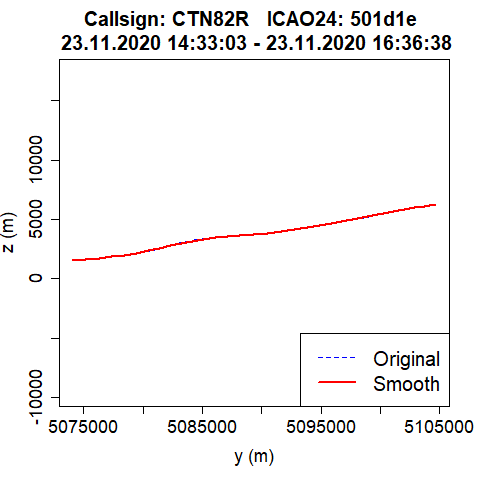 Callsign: CTN82R   ICAO24: 501d1e
23.11.2020 14:33:03 - 23.11.2020 16:36:38
z (m)
10000
5000
0
-10000
Original
Smooth
5075000 5085000 5095000 5105000
y (m)